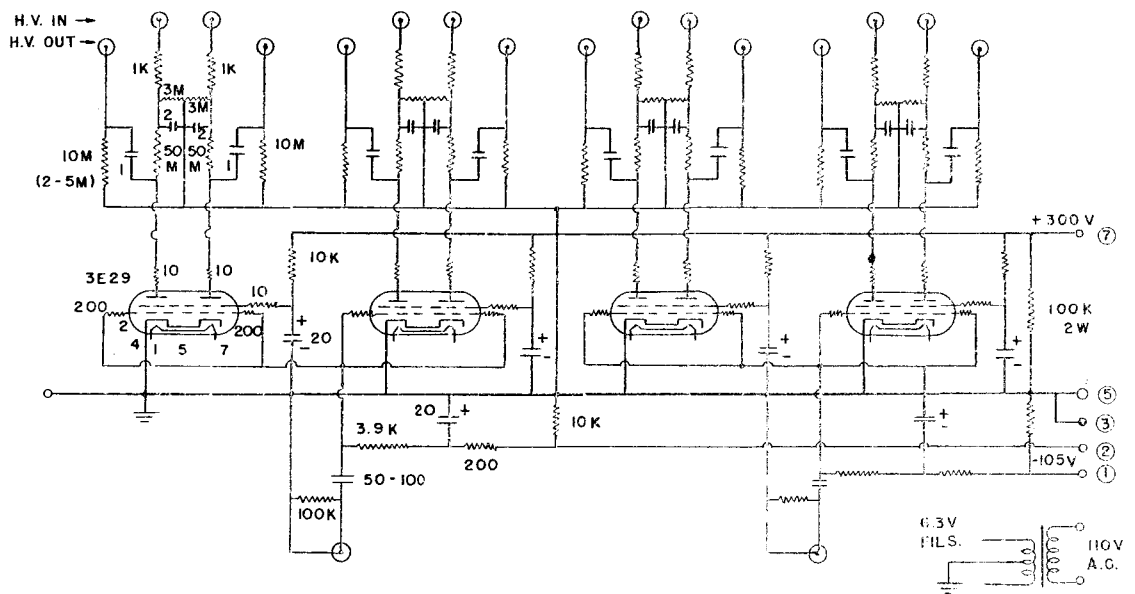 H.V. IN →
H.V. OUT →
1K 1K
3M
3M
2
2
50 M
50 M
1
1
10M
(2-5M)
10M
+300V ⑦
10K
10 10
3E29
10
200
200
2
4 1 5 7
+
-
20
+
-
+
-
+
-
100K
2W
⑤
③
20 +
+
-
3.9K
200
10K
②
-105V ①
50-100
100K
6.3V
FILS.
110V
A.C.